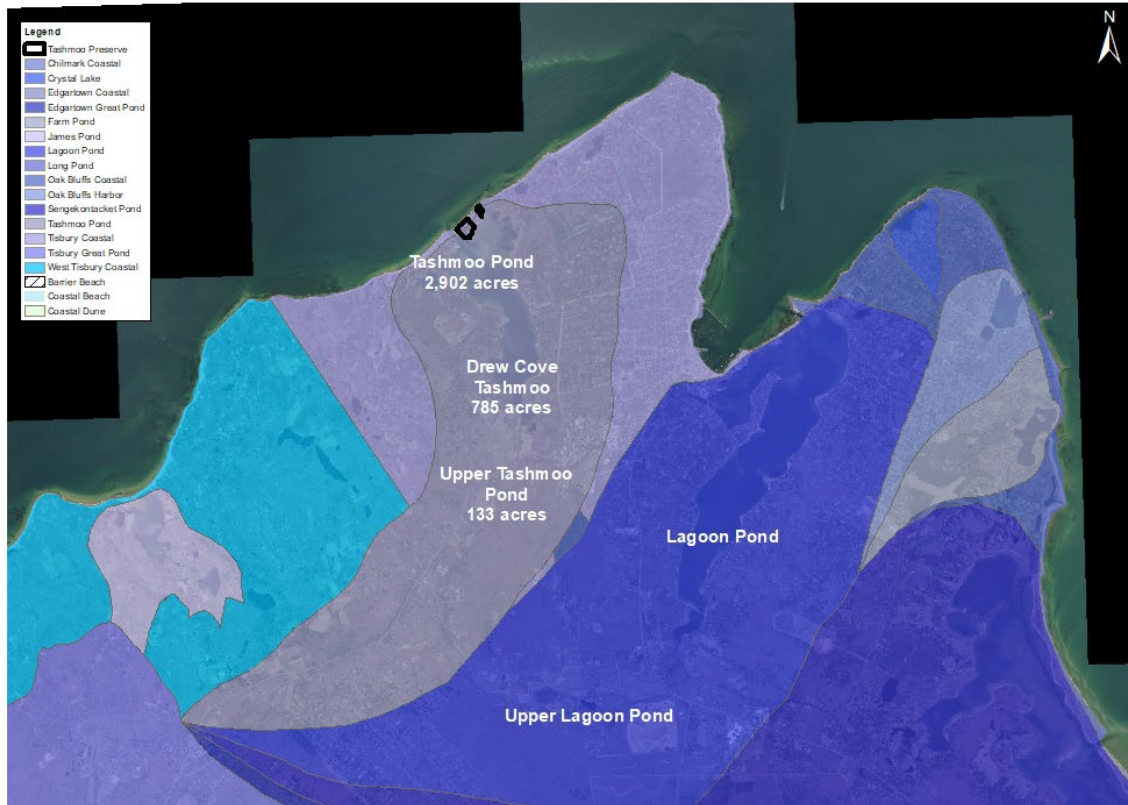 Legend
Tashmoo Preserve
Chilmark Coastal
Crystal Lake
Edgartown Coastal
Edgartown Great Pond
Farm Pond
James Pond
Lagoon Pond
Long Pond
Oak Bluffs Coastal
Oak Bluffs Harbor
Sengekontacket Pond
Tashmoo Pond
Tisbury Coastal
Tisbury Great Pond
West Tisbury Coastal
Barrier Beach
Coastal Beach
Coastal Dune
N
Tashmoo Pond
2,902 acres
Drew Cove
Tashmoo
785 acres
Upper Tashmoo
Pond
133 acres
Lagoon Pond
Upper Lagoon Pond